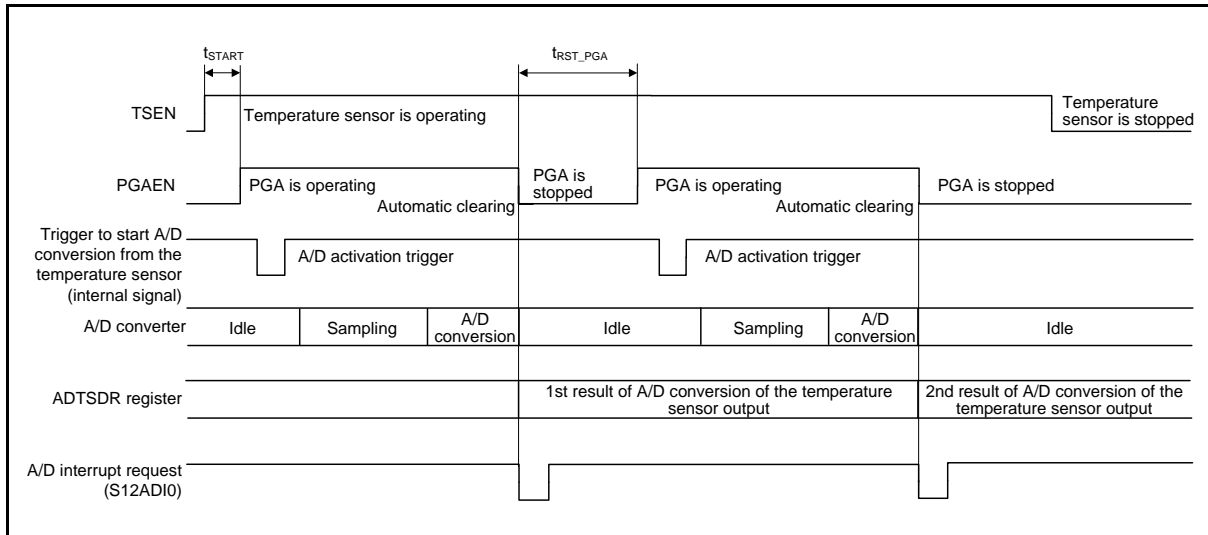 tSTART
tRST_PGA
TSEN
Temperature sensor is operating
Temperature
sensor is stopped
PGAEN
PGA is operating
Automatic clearing
PGA is
stopped
PGA is operating
Automatic clearing
PGA is stopped
Trigger to start A/D
conversion from the
temperature sensor
(internal signal)
A/D activation trigger
A/D activation trigger
A/D converter
Idle
Sampling
A/D
conversion
Idle
Sampling
A/D
conversion
Idle
ADTSDR register
1st result of A/D conversion of the temperature
sensor output
2nd result of A/D conversion of the
temperature sensor output
A/D interrupt request
(S12ADI0)